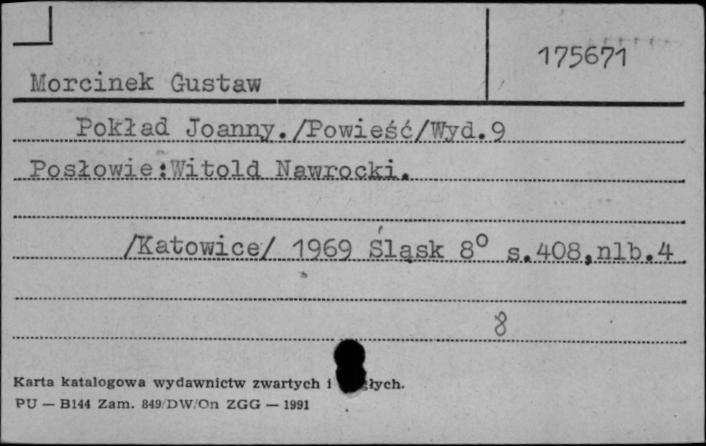 175671
Morcinek Gustaw
Pokład Joanny./Powieść/Wyd.9
Posłowie:Witold Nawrocki.
/Katowice/ 1969 Śląsk 8° s.408,nlb.4
8
Karta katalogowa wydawnictw zwartych i
PU — B144 Zam. 849/DW/On ZGG — 1991